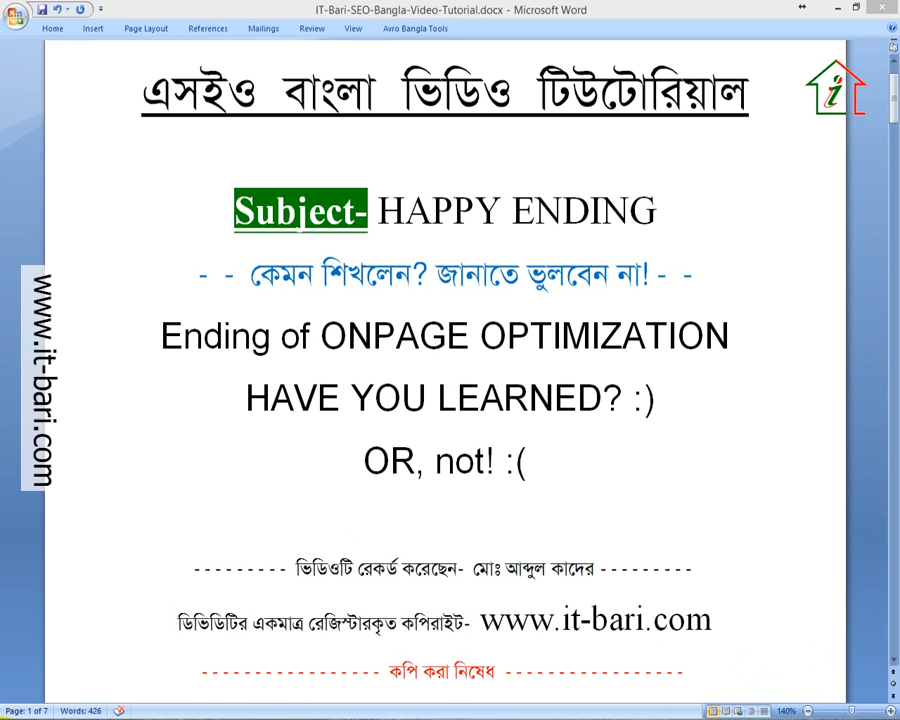 IT-Bari-SEO-Bangla-Video-Tutorial.docx - Microsoft Word
Home Insert Page Layout References Mailings Review View Avro Bangla Tools
এসইও বাংলা ভিডিও টিউটোরিয়াল
i
Subject- HAPPY ENDING
- - কেমন শিখলেন? জানাতে ভুলবেন না! - -
Ending of ONPAGE OPTIMIZATION
HAVE YOU LEARNED? :)
OR, not! :(
www.it-bari.com
- - - - - - - - - ভিডিওটি রেকর্ড করেছেন- মোঃ আব্দুল কাদের - - - - - - - - -
ডিভিডিটির একমাত্র রেজিস্টারকৃত কপিরাইট- www.it-bari.com
- - - - - - - - - - - - - - - - - - কপি করা নিষেধ - - - - - - - - - - - - - - - - - -
Page: 1 of 7 Words: 426 140%